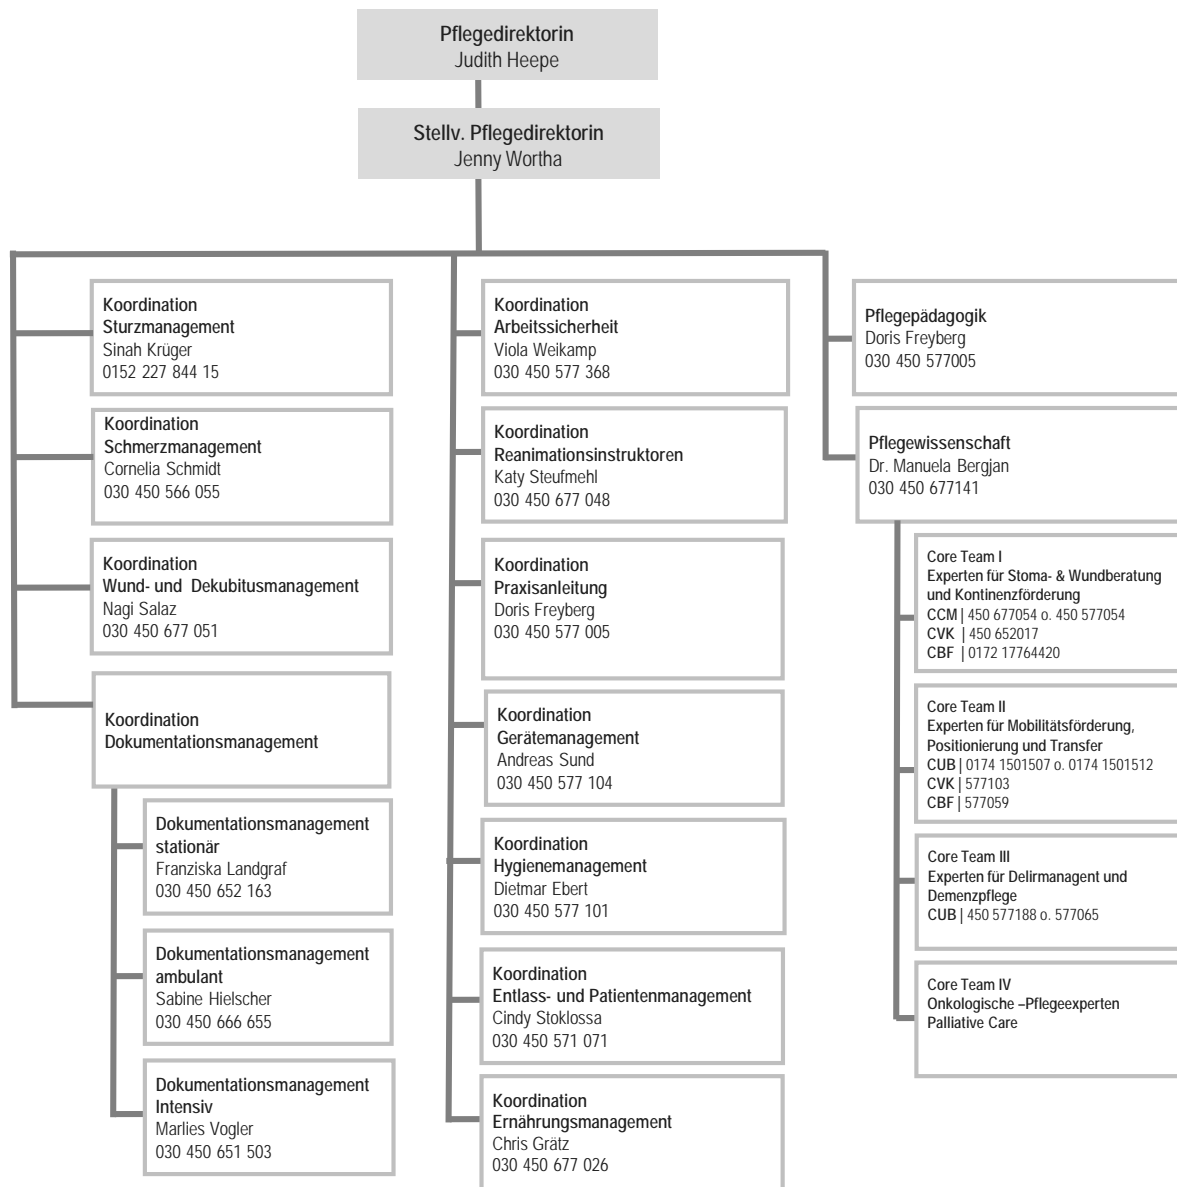 Pflegedirektorin
Judith Heepe
Stellv. Pflegedirektorin
Jenny Wortha
Koordination
Sturzmanagement
Sinah Krüger
0152 227 844 15
Koordination
Schmerzmanagement
Cornelia Schmidt
030 450 566 055
Koordination
Wund- und Dekubitusmanagement
Nagi Salaz
030 450 677 051
Koordination
Dokumentationsmanagement
Dokumentationsmanagement
stationär
Franziska Landgraf
030 450 652 163
Dokumentationsmanagement
ambulant
Sabine Hielscher
030 450 666 655
Dokumentationsmanagement
Intensiv
Marlies Vogler
030 450 651 503
Koordination
Arbeitssicherheit
Viola Weikamp
030 450 577 368
Koordination
Reanimationsinstruktoren
Katy Steufmehl
030 450 677 048
Koordination
Praxisanleitung
Doris Freyberg
030 450 577 005
Koordination
Gerätemanagement
Andreas Sund
030 450 577 104
Koordination
Hygienemanagement
Dietmar Ebert
030 450 577 101
Koordination
Entlass- und Patientenmanagement
Cindy Stoklossa
030 450 571 071
Koordination
Ernährungsmanagement
Chris Grätz
030 450 677 026
Pflegepädagogik
Doris Freyberg
030 450 577005
Pflegewissenschaft
Dr. Manuela Bergjan
030 450 677141
Core Team I
Experten für Stoma- & Wundberatung
und Kontinenzförderung
CCM | 450 677054 o. 450 577054
CVK | 450 652017
CBF | 0172 17764420
Core Team II
Experten für Mobilitätsförderung,
Positionierung und Transfer
CUB | 0174 1501507 o. 0174 1501512
CVK | 577103
CBF | 577059
Core Team III
Experten für Delirmanagent und
Demenzpflege
CUB | 450 577188 o. 577065
Core Team IV
Onkologische –Pflegeexperten
Palliative Care